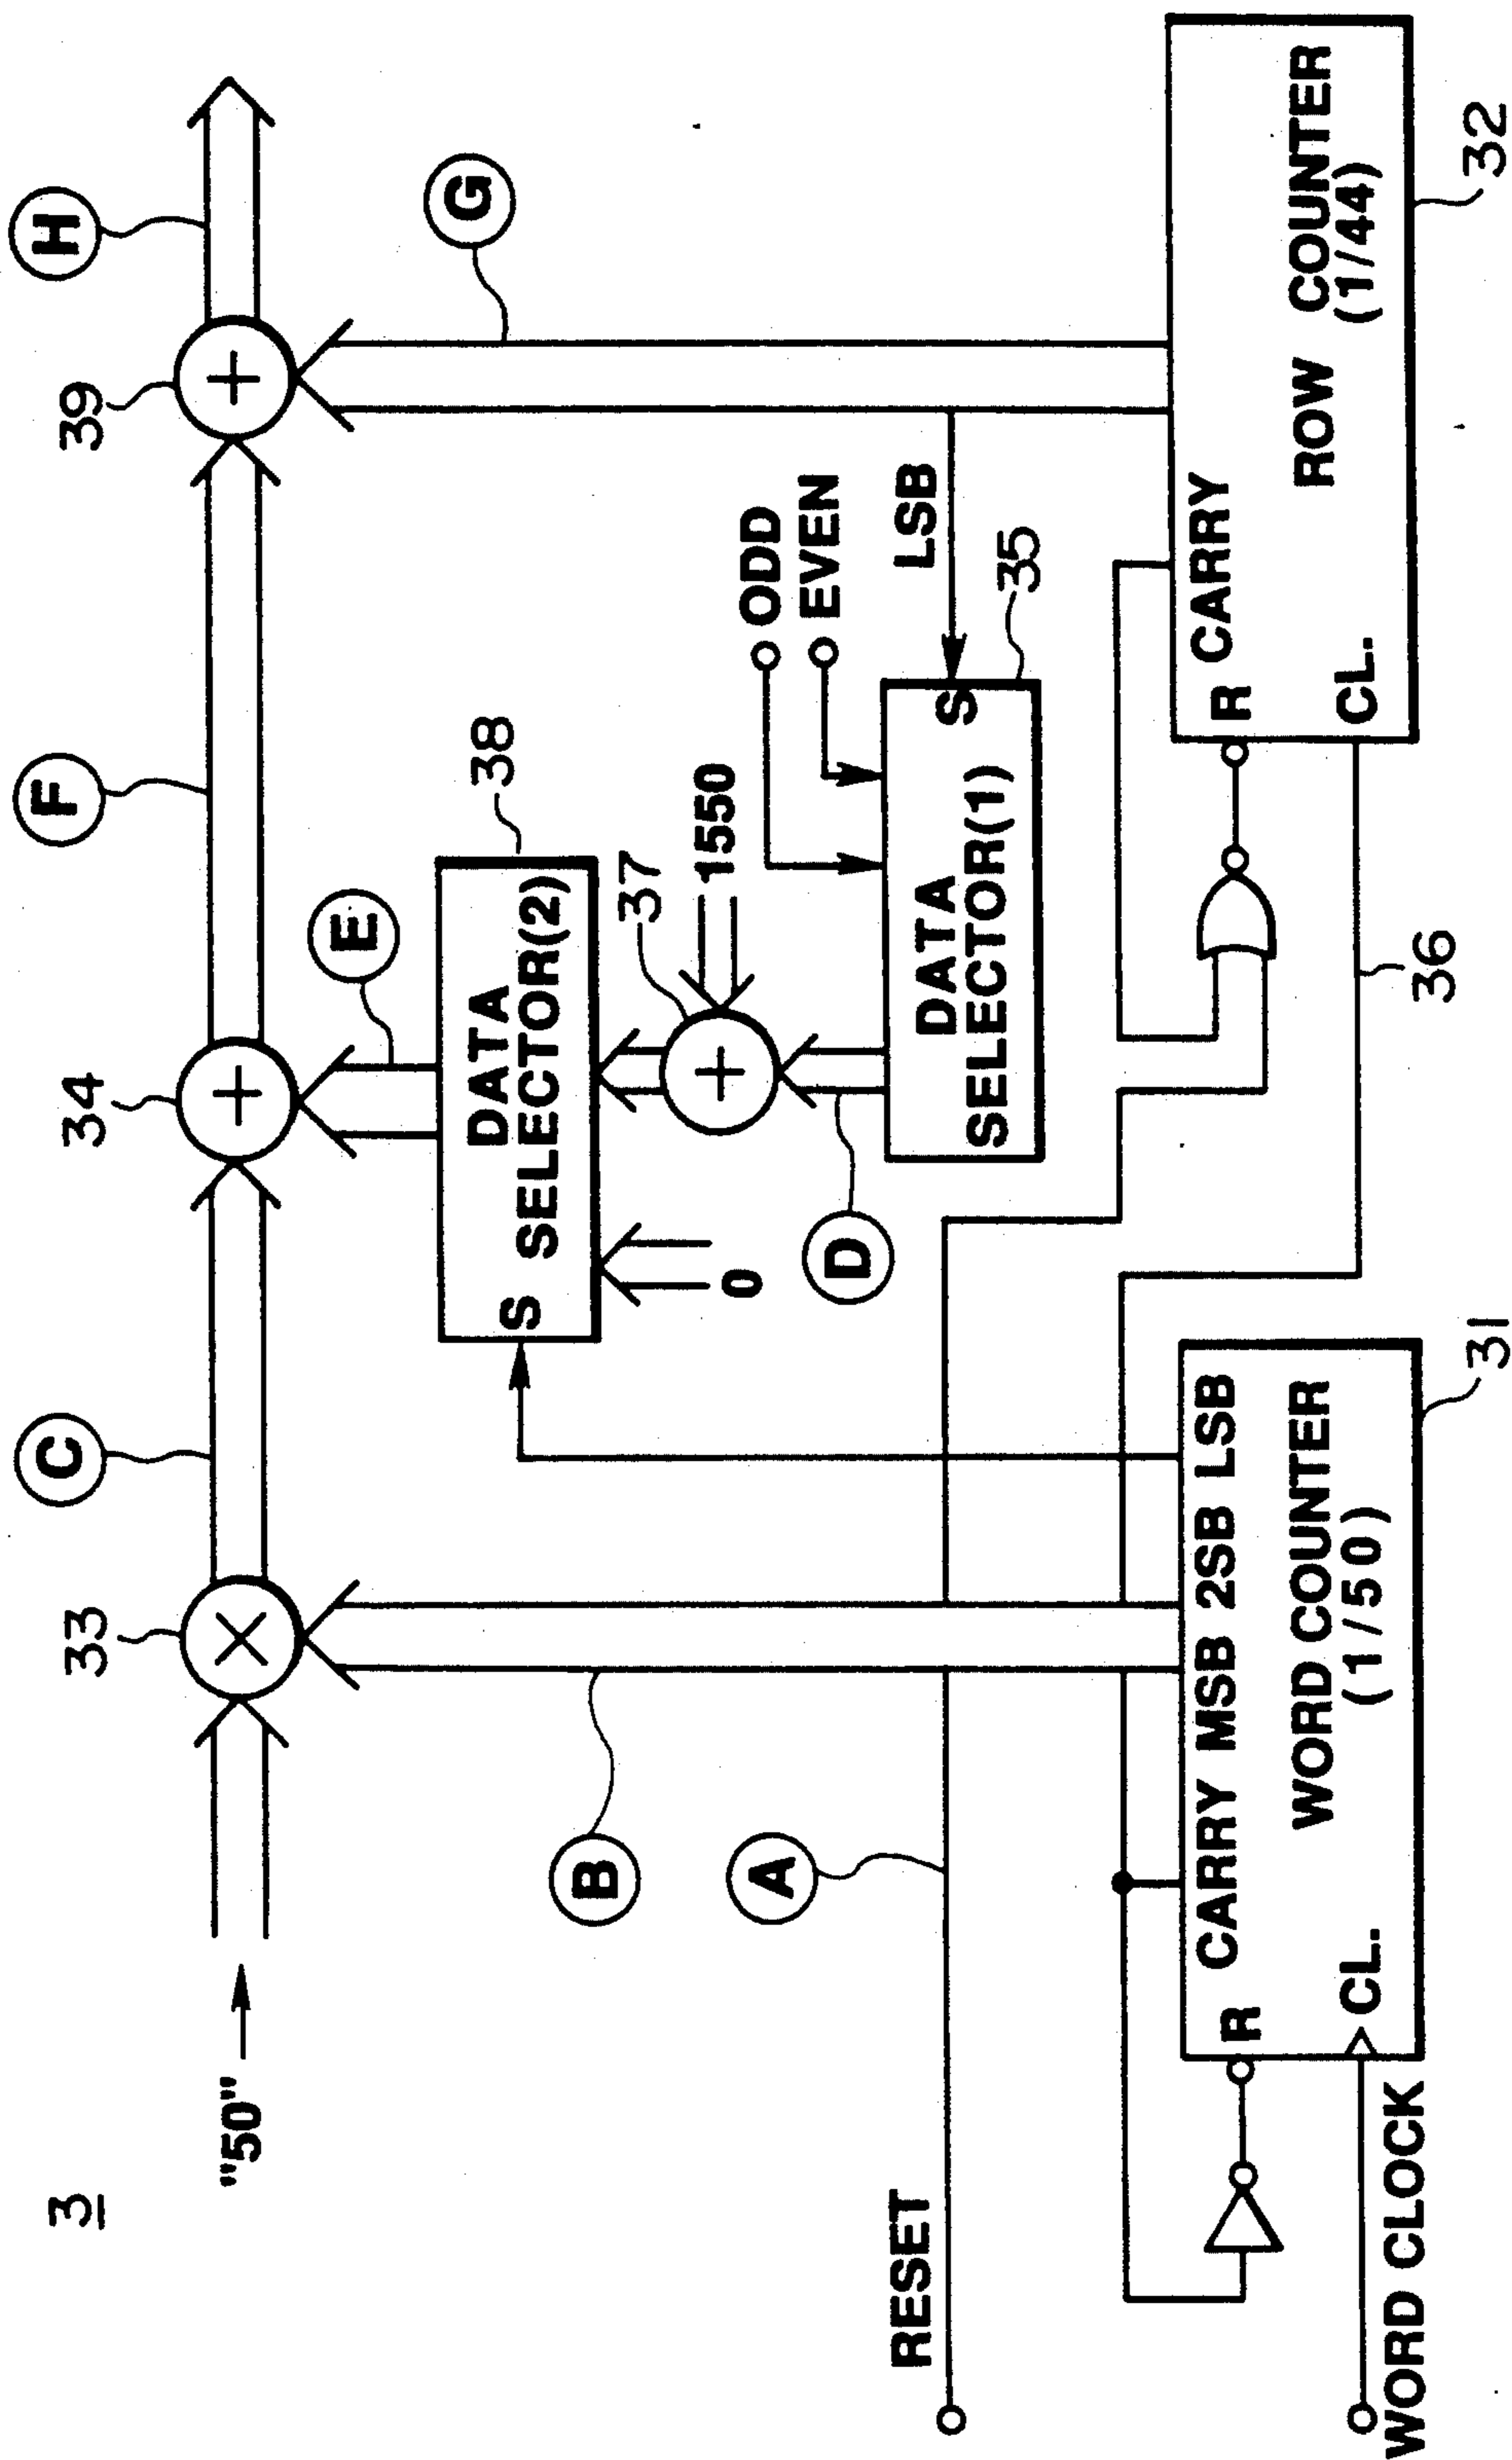 3
"50"
33
C
34
F
39
H
B
E
38
G
S
DATA
SELECTOR(2)
0
37
1550
ODD
EVEN
A
D
LSB
RESET
DATA
SELECTOR(1)
S
35
CARRY MSB 2SB LSB
R
WORD COUNTER
(1/50)
CL.
WORD CLOCK
31
36
CARRY
R
ROW COUNTER
(1/44)
CL.
32